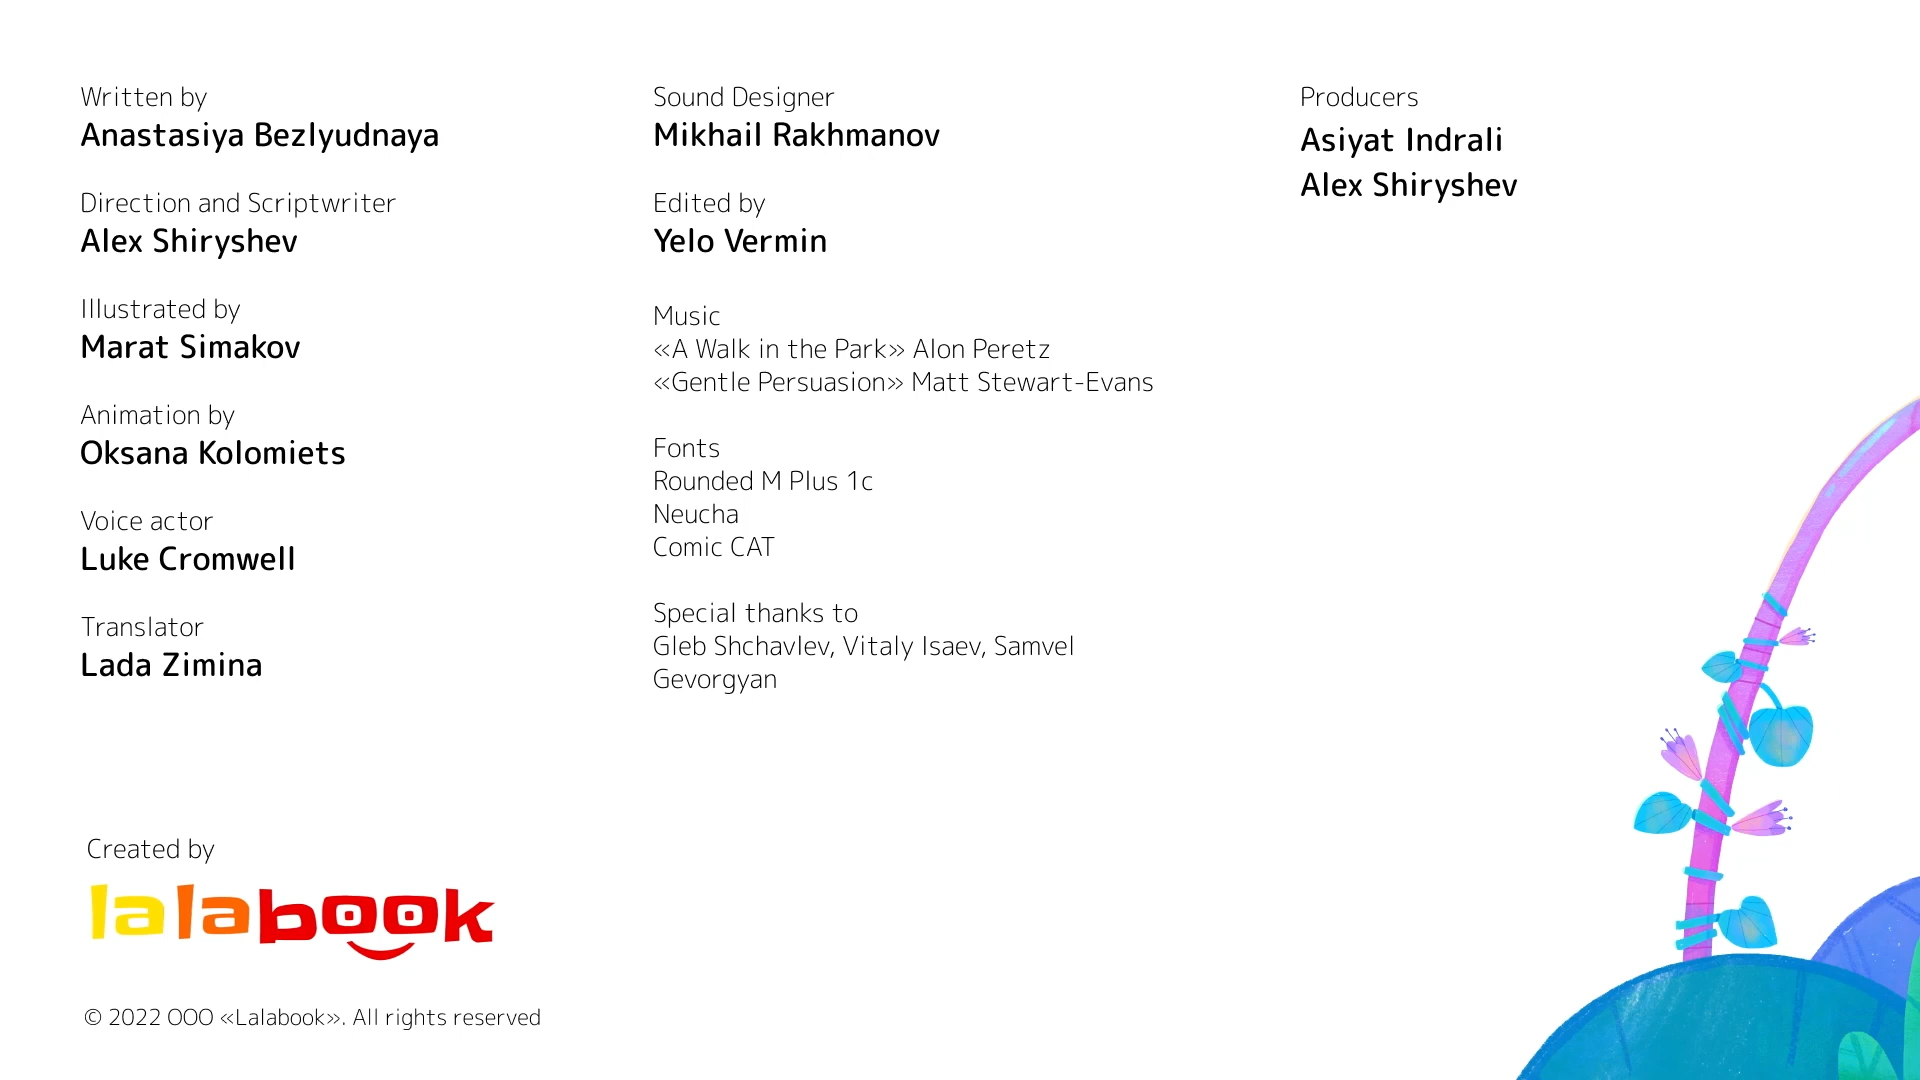 Written by
Anastasiya Bezlyudnaya
Direction and Scriptwriter
Alex Shiryshev
Illustrated by
Marat Simakov
Animation by
Oksana Kolomiets
Voice actor
Luke Cromwell
Translator
Lada Zimina
Sound Designer
Mikhail Rakhmanov
Edited by
Yelo Vermin
Music
«A Walk in the Park» Alon Peretz
«Gentle Persuasion» Matt Stewart-Evans
Fonts
Rounded M Plus 1c
Neucha
Comic CAT
Special thanks to
Gleb Shchavlev, Vitaly Isaev, Samvel
Gevorgyan
Producers
Asiyat Indrali
Alex Shiryshev
Created by
lalabook
© 2022 OOO «Lalabook». All rights reserved